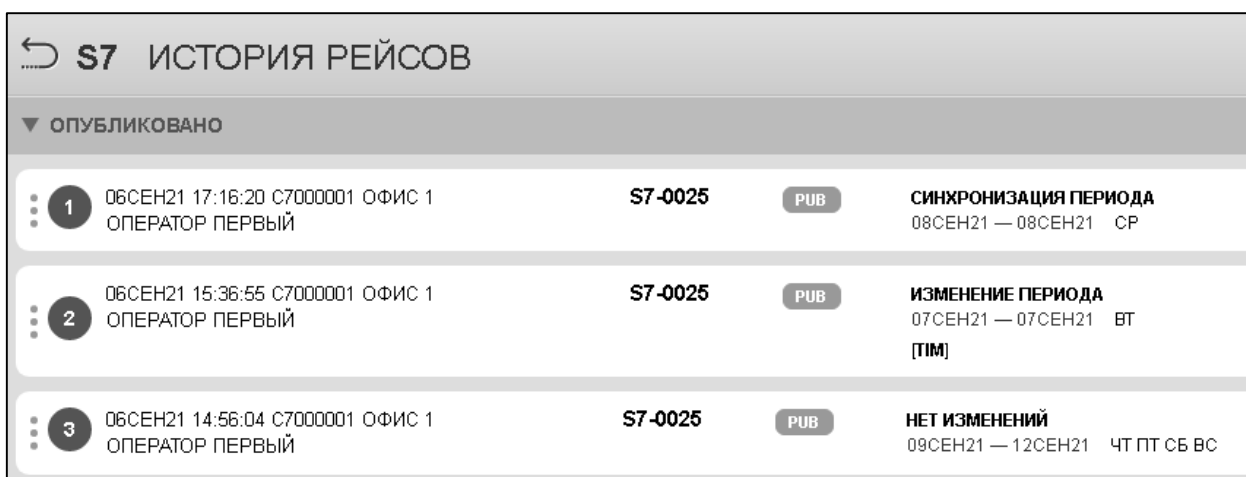 S7 ИСТОРИЯ РЕЙСОВ
ОПУБЛИКОВАНО
1 06СЕН21 17:16:20 С7000001 ОФИС 1 S7-0025 PUB СИНХРОНИЗАЦИЯ ПЕРИОДА
ОПЕРАТОР ПЕРВЫЙ 08СЕН21 — 08СЕН21 СР
2 06СЕН21 15:36:55 С7000001 ОФИС 1 S7-0025 PUB ИЗМЕНЕНИЕ ПЕРИОДА
ОПЕРАТОР ПЕРВЫЙ 07СЕН21 — 07СЕН21 ВТ
[TIM]
3 06СЕН21 14:56:04 С7000001 ОФИС 1 S7-0025 PUB НЕТ ИЗМЕНЕНИЙ
ОПЕРАТОР ПЕРВЫЙ 09СЕН21 — 12СЕН21 ЧТ ПТ СБ ВС